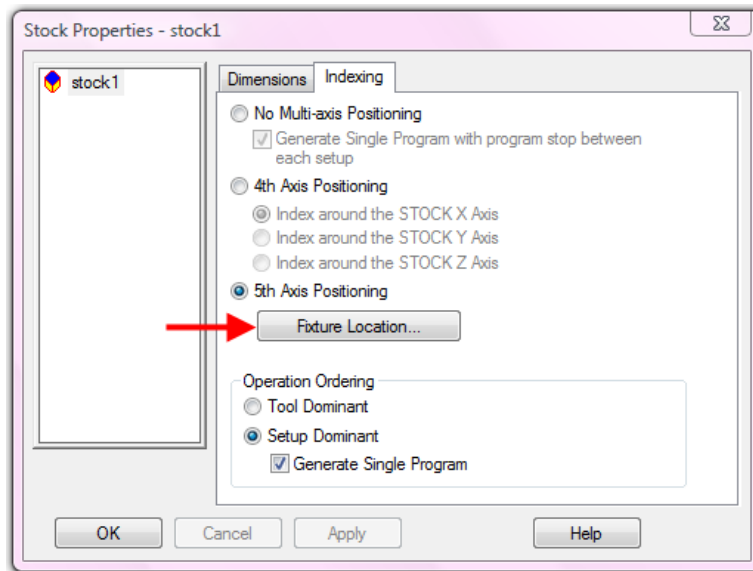 Stock Properties - stock1
stock1
Dimensions
Indexing
No Multi-axis Positioning
Generate Single Program with program stop between
each setup
4th Axis Positioning
Index around the STOCK X Axis
Index around the STOCK Y Axis
Index around the STOCK Z Axis
5th Axis Positioning
Fixture Location...
Operation Ordering
Tool Dominant
Setup Dominant
Generate Single Program
OK
Cancel
Apply
Help